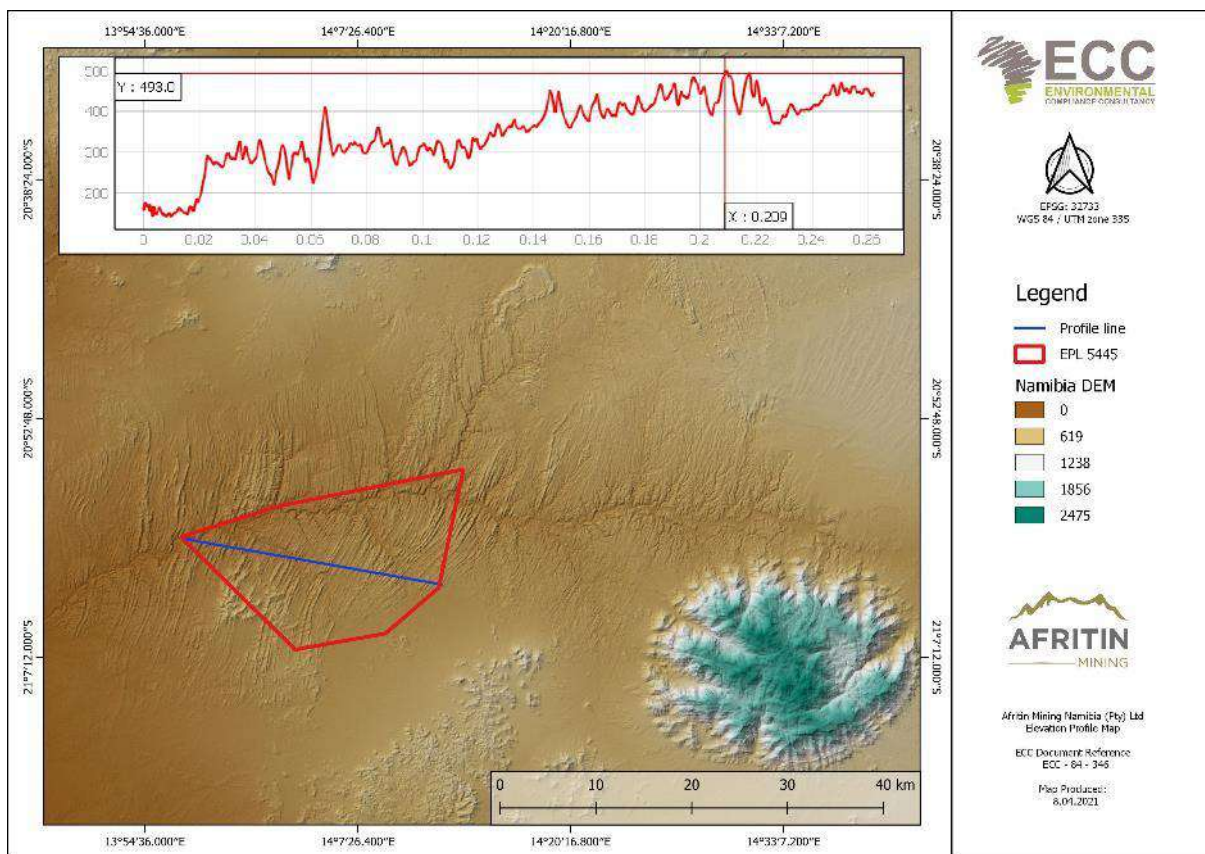 13°54'36.000"E 14°7'26.400"E 14°20'16.800"E 14°33'7.200"E
500
Y : 493.0
400
300
200
X : 0.209
0 0.02 0.04 0.06 0.08 0.1 0.12 0.14 0.16 0.18 0.2 0.22 0.24 0.26
20°38'24.000"S
20°52'48.000"S
21°7'12.000"S
20°38'24.000"S
20°52'48.000"S
21°7'12.000"S
0 10 20 30 40 km
13°54'36.000"E 14°7'26.400"E 14°20'16.800"E 14°33'7.200"E
ECC
ENVIRONMENTAL
COMPLIANCE CONSULTANCY
EPSG: 32733
WGS 84 / UTM zone 33S
Legend
Profile line
EPL 5445
Namibia DEM
0
619
1238
1856
2475
AFRITIN
MINING
Afritin Mining Namibia (Pty) Ltd
Elevation Profile Map
ECC Document Reference
ECC - 84 - 346
Map Produced:
8.04.2021